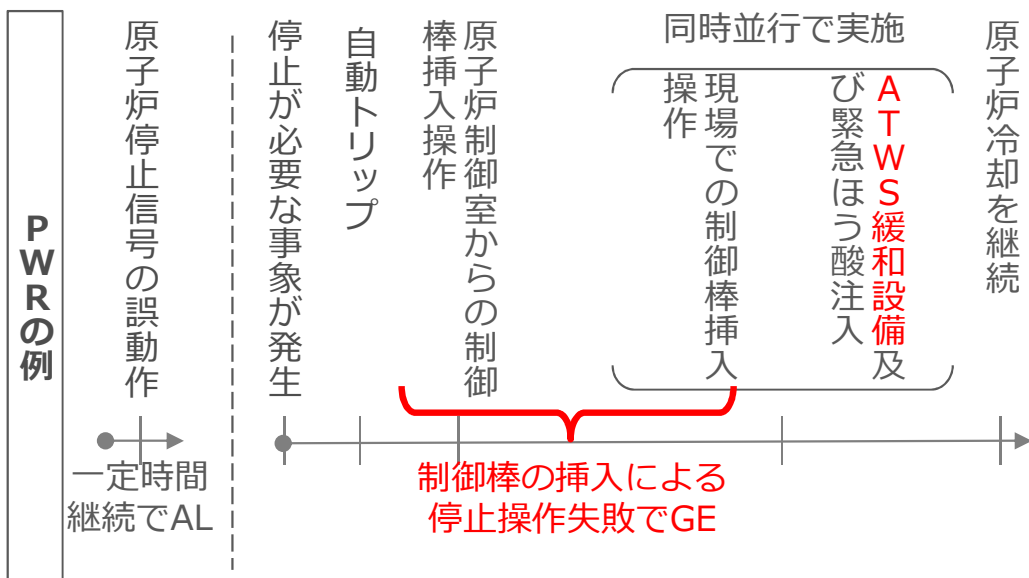 PWRの例
原子炉停止信号の誤動作
一定時間
継続でAL
停止が必要な事象が発生
自動トリップ
原子炉制御室からの制御
棒挿入操作
同時並行で実施
現場での制御棒挿入
操作
ATWS緩和設備及
び緊急ほう酸注入
原子炉冷却を継続
制御棒の挿入による
停止操作失敗でGE